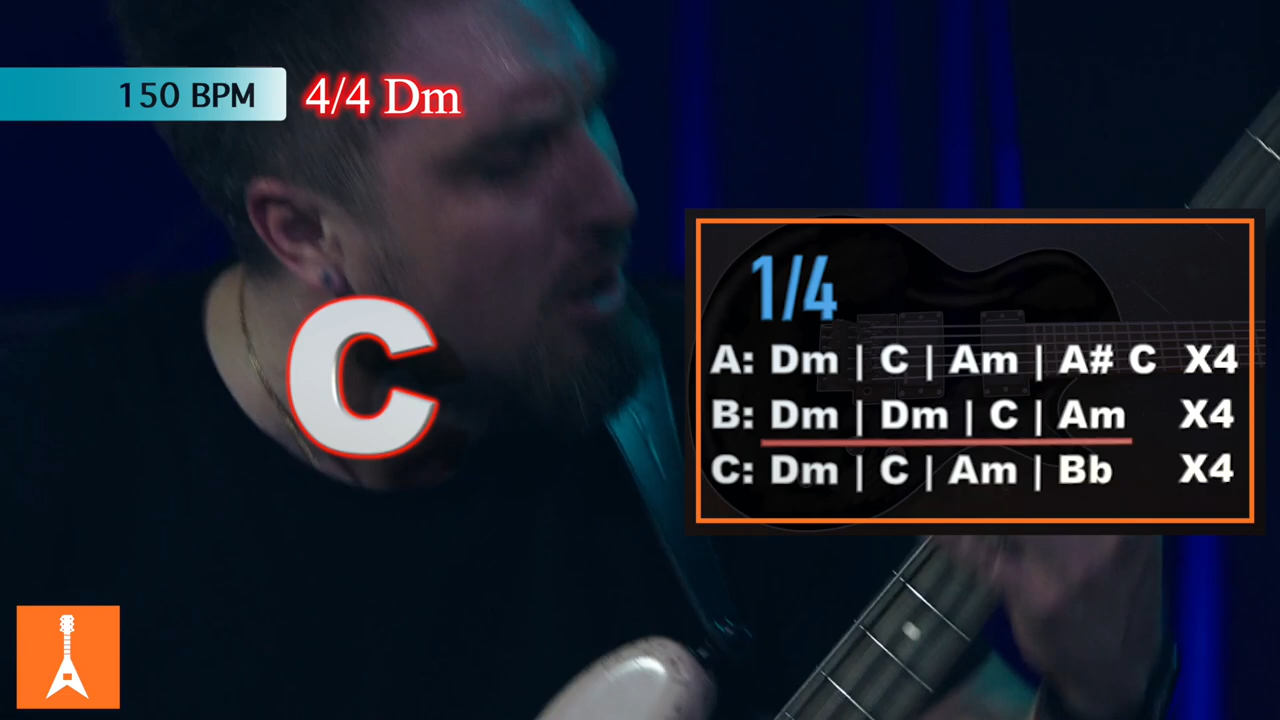 150 BPM
4/4 Dm
C
1/4
A: Dm | C | Am | A# C X4
B: Dm | Dm | C | Am X4
C: Dm | C | Am | Bb X4